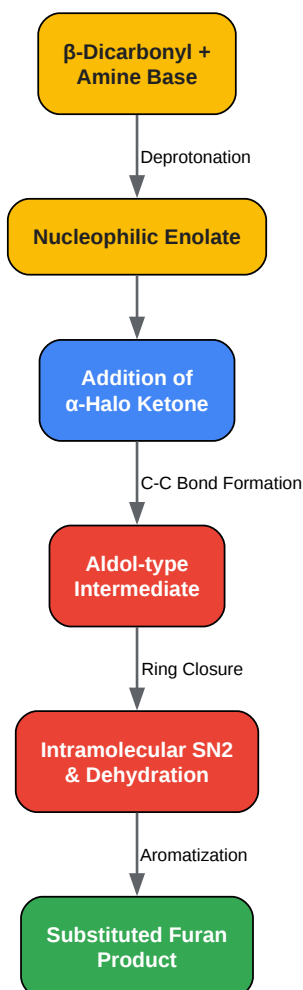 β-Dicarbonyl +
Amine Base
Deprotonation
Nucleophilic Enolate
Addition of
α-Halo Ketone
C-C Bond Formation
Aldol-type
Intermediate
Ring Closure
Intramolecular SN2
& Dehydration
Aromatization
Substituted Furan
Product